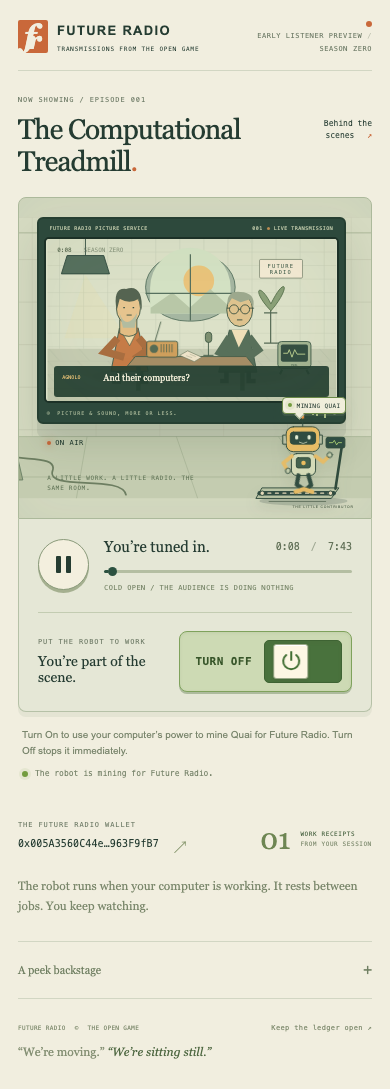 FUTURE RADIO
TRANSMISSIONS FROM THE OPEN GAME
EARLY LISTENER PREVIEW /
SEASON ZERO
NOW SHOWING / EPISODE 001
The Computational
Treadmill.
Behind the
scenes ↗
FUTURE RADIO PICTURE SERVICE
001 LIVE TRANSMISSION
0:08 SEASON ZERO
FUTURE
RADIO
AGNOLO
And their computers?
PICTURE & SOUND, MORE OR LESS.
MINING QUAI
ON AIR
A LITTLE WORK. A LITTLE RADIO. THE
SAME ROOM.
THE LITTLE CONTRIBUTOR
You're tuned in.
0:08 / 7:43
COLD OPEN / THE AUDIENCE IS DOING NOTHING
PUT THE ROBOT TO WORK
You're part of the
scene.
TURN OFF
Turn On to use your computer's power to mine Quai for Future Radio. Turn
Off stops it immediately.
The robot is mining for Future Radio.
THE FUTURE RADIO WALLET
0x005A3560C44e…963F9fB7 ↗
01
WORK RECEIPTS
FROM YOUR SESSION
The robot runs when your computer is working. It rests between
jobs. You keep watching.
A peek backstage +
FUTURE RADIO
THE OPEN GAME
Keep the ledger open ↗
“We're moving.” “We're sitting still.”